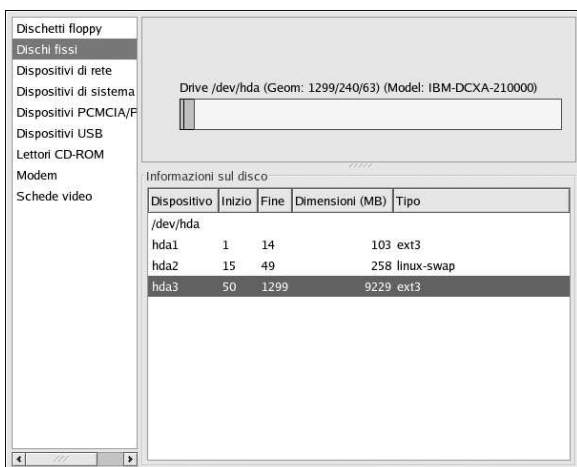 Dischetti floppy
Dischi fissi
Dispositivi di rete
Dispositivi di sistema
Dispositivi PCMCIA/P
Dispositivi USB
Lettori CD-ROM
Modem
Schede video
Drive /dev/hda (Geom: 1299/240/63) (Model: IBM-DCXA-210000)
Informazioni sul disco
Dispositivo Inizio Fine Dimensioni (MB) Tipo
/dev/hda
hda1 1 14 103 ext3
hda2 15 49 258 linux-swap
hda3 50 1299 9229 ext3